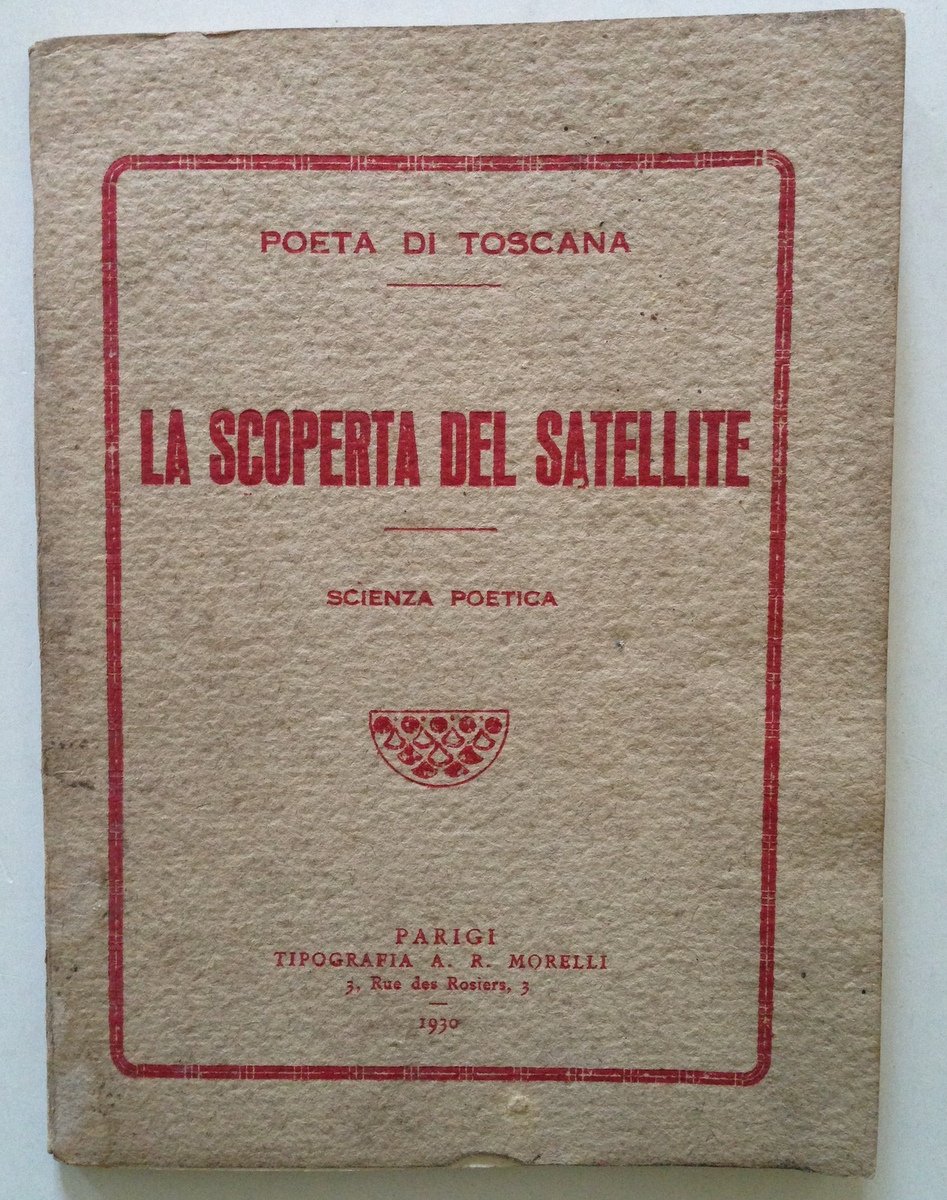 POETA DI TOSCANA
LA SCOPERTA DEL SATELLITE
SCIENZA POETICA
PARIGI
TIPOGRAFIA A. R. MORELLI
3, Rue des Rosiers, 3
1930